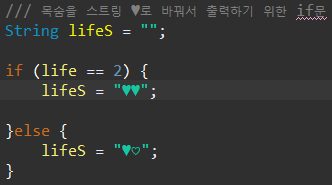 /// 목숨을 스트링 ♥로 바꿔서 출력하기 위한 if문
String lifeS = "";
if (life == 2) {
lifeS = "♥♥";
}else {
lifeS = "♥♡";
}